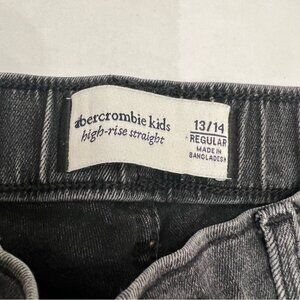 abercrombie kids
high-rise straight
13/14
REGULAR
MADE IN
BANGLADESH